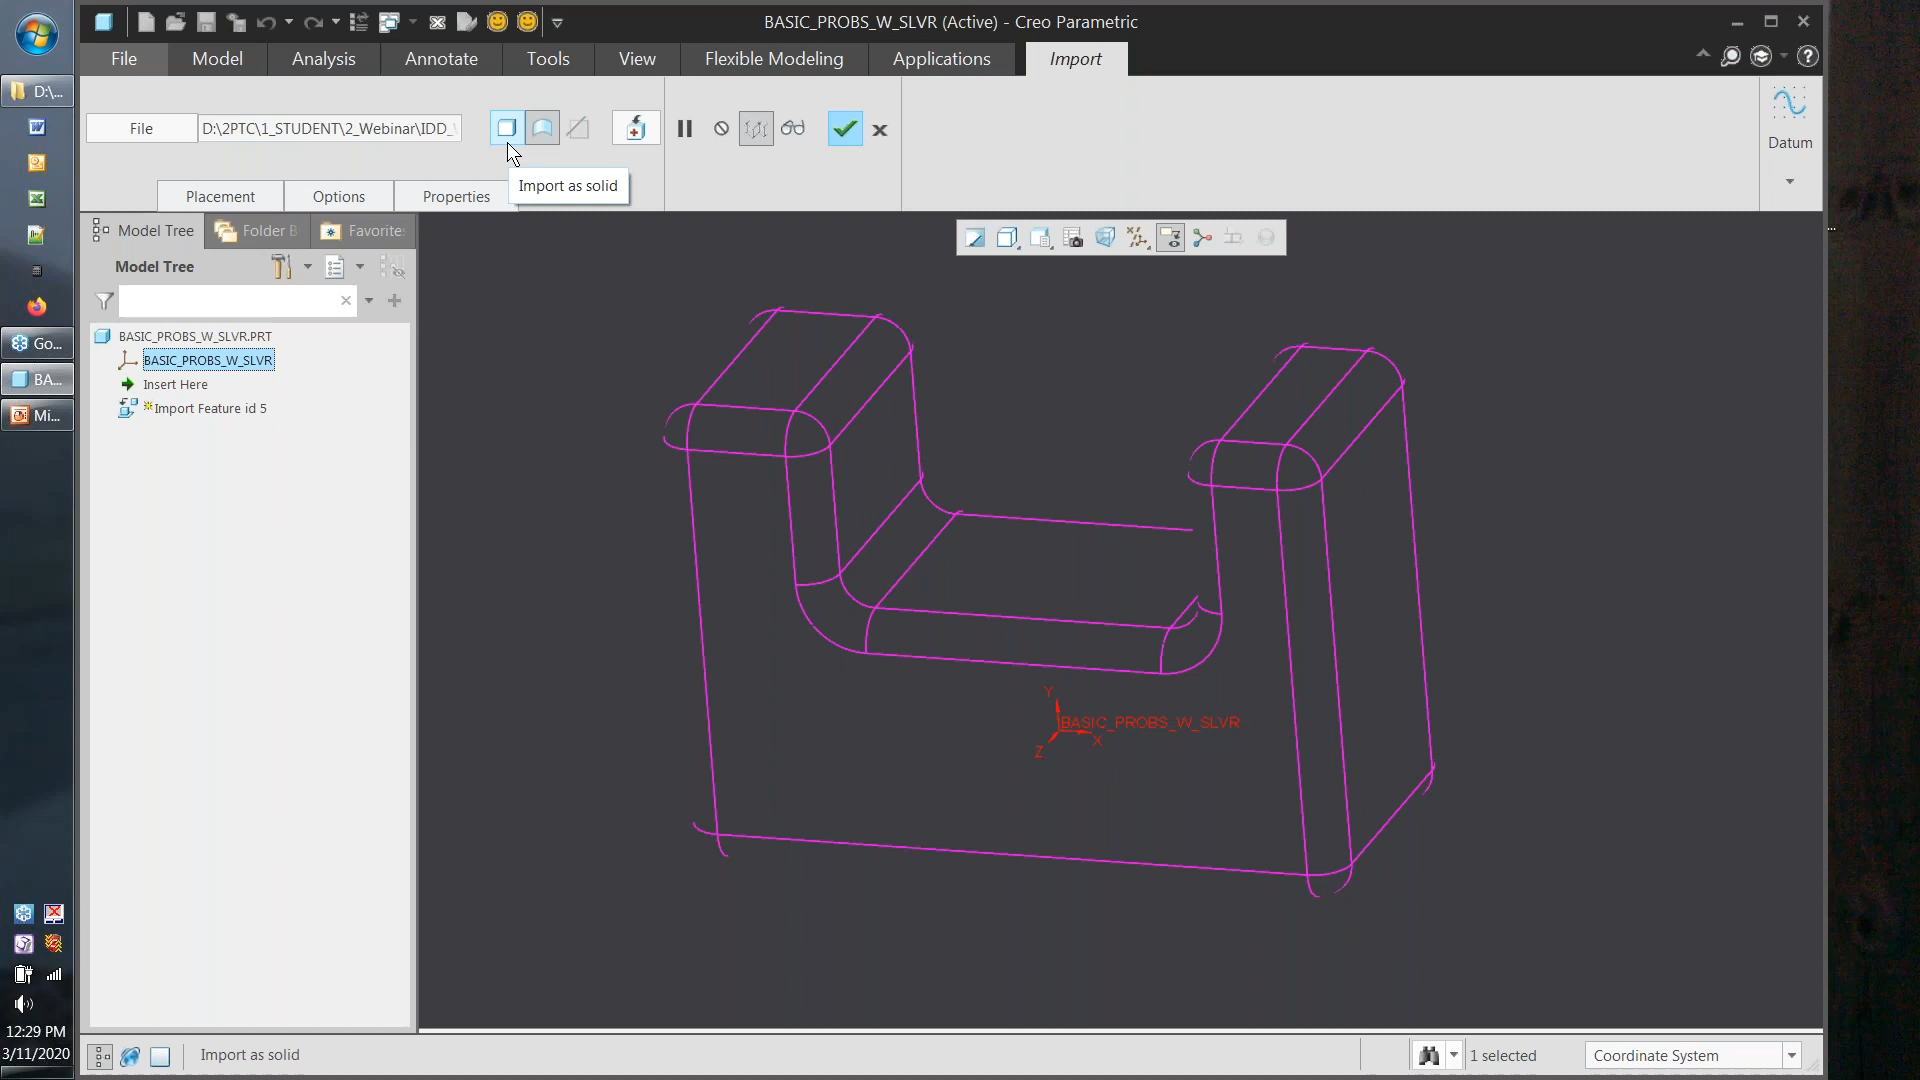 BASIC_PROBS_W_SLVR (Active) - Creo Parametric
File Model Analysis Annotate Tools View Flexible Modeling Applications Import
D:\...
File D:\2PTC\1_STUDENT\2_Webinar\IDD_
Datum
Import as solid
Placement Options Properties
Model Tree Folder B Favorite
Model Tree
BASIC_PROBS_W_SLVR.PRT
BASIC_PROBS_W_SLVR
Insert Here
Import Feature id 5
Go...
BA...
Mi...
Y
BASIC_PROBS_W_SLVR
X
Z
12:29 PM
3/11/2020
Import as solid
1 selected
Coordinate System